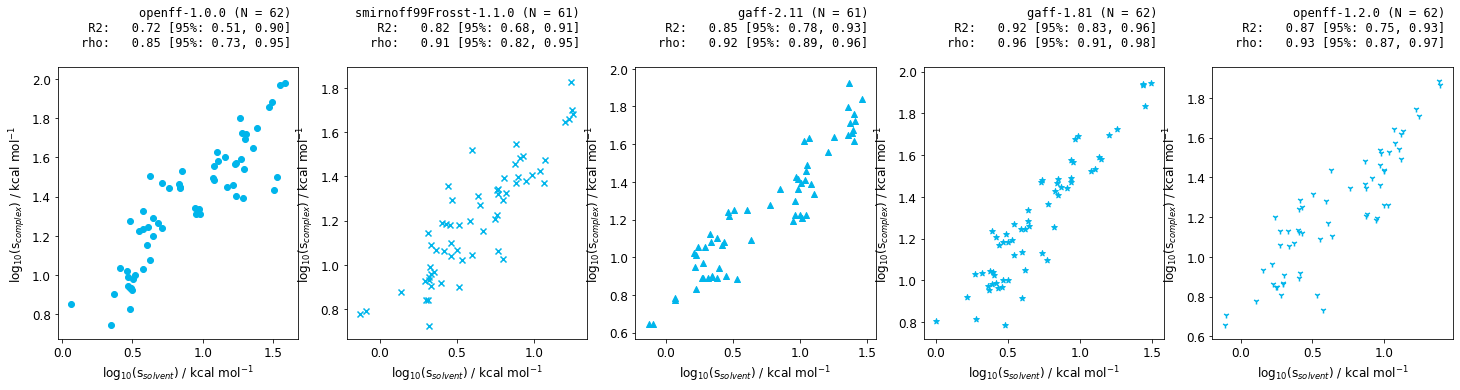 openff-1.0.0 (N = 62)
R2: 0.72 [95%: 0.51, 0.90]
rho: 0.85 [95%: 0.73, 0.95]
2.0
1.8
1.6
1.4
1.2
1.0
0.8
log10(scomplex) / kcal mol−1
0.0 0.5 1.0 1.5
log10(ssolvent) / kcal mol−1
smirnoff99Frosst-1.1.0 (N = 61)
R2: 0.82 [95%: 0.68, 0.91]
rho: 0.91 [95%: 0.82, 0.95]
1.8
1.6
1.4
1.2
1.0
0.8
log10(scomplex) / kcal mol−1
0.0 0.5 1.0
log10(ssolvent) / kcal mol−1
gaff-2.11 (N = 61)
R2: 0.85 [95%: 0.78, 0.93]
rho: 0.92 [95%: 0.89, 0.96]
2.0
1.8
1.6
1.4
1.2
1.0
0.8
0.6
log10(scomplex) / kcal mol−1
0.0 0.5 1.0 1.5
log10(ssolvent) / kcal mol−1
gaff-1.81 (N = 62)
R2: 0.92 [95%: 0.83, 0.96]
rho: 0.96 [95%: 0.91, 0.98]
2.0
1.8
1.6
1.4
1.2
1.0
0.8
log10(scomplex) / kcal mol−1
0.0 0.5 1.0 1.5
log10(ssolvent) / kcal mol−1
openff-1.2.0 (N = 62)
R2: 0.87 [95%: 0.75, 0.93]
rho: 0.93 [95%: 0.87, 0.97]
1.8
1.6
1.4
1.2
1.0
0.8
0.6
log10(scomplex) / kcal mol−1
0.0 0.5 1.0
log10(ssolvent) / kcal mol−1